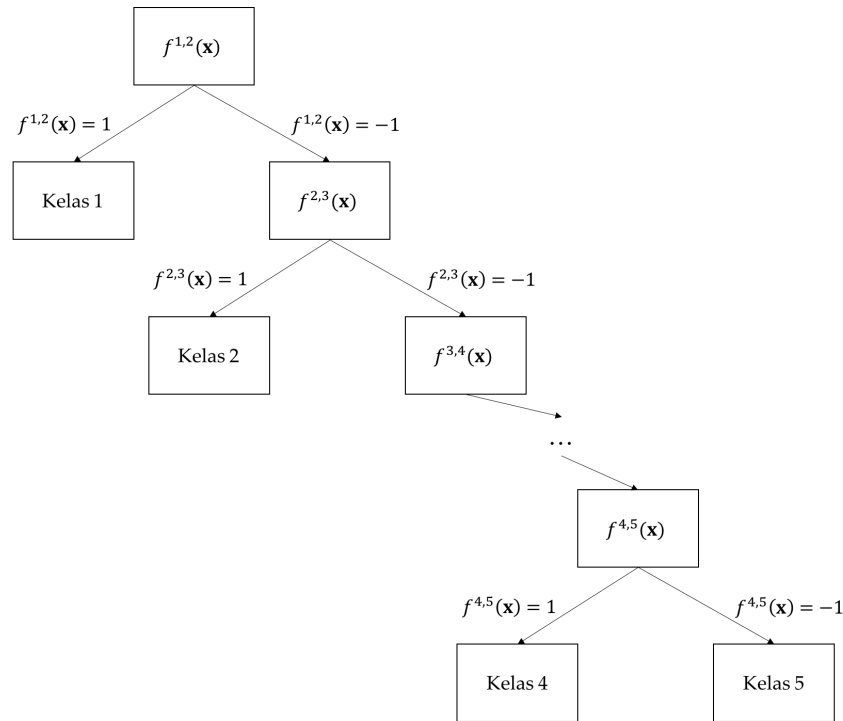 f^{1,2}(𝐱)
f^{1,2}(𝐱) = 1
f^{1,2}(𝐱) = −1
Kelas 1
f^{2,3}(𝐱)
f^{2,3}(𝐱) = 1
f^{2,3}(𝐱) = −1
Kelas 2
f^{3,4}(𝐱)
…
f^{4,5}(𝐱)
f^{4,5}(𝐱) = 1
f^{4,5}(𝐱) = −1
Kelas 4
Kelas 5